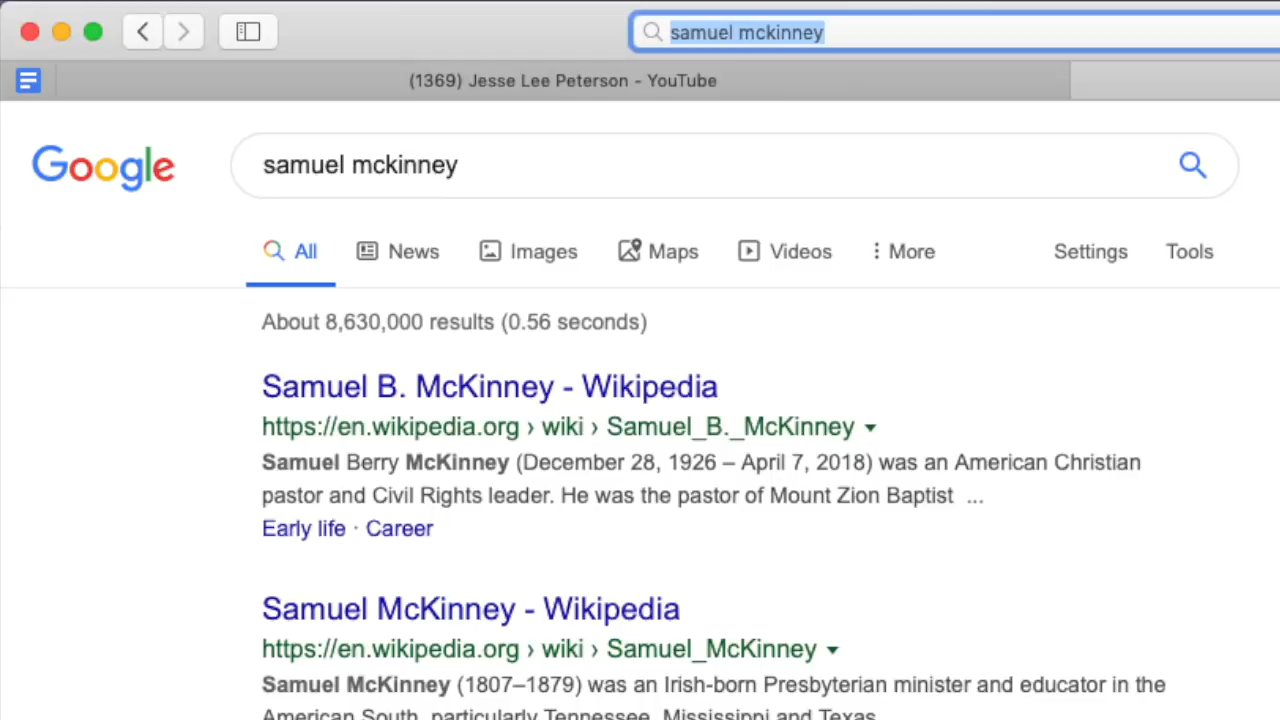 samuel mckinney
(1369) Jesse Lee Peterson - YouTube
Google
samuel mckinney
All News Images Maps Videos More Settings Tools
About 8,630,000 results (0.56 seconds)
Samuel B. McKinney - Wikipedia
https://en.wikipedia.org › wiki › Samuel_B._McKinney
Samuel Berry McKinney (December 28, 1926 – April 7, 2018) was an American Christian
pastor and Civil Rights leader. He was the pastor of Mount Zion Baptist ...
Early life · Career
Samuel McKinney - Wikipedia
https://en.wikipedia.org › wiki › Samuel_McKinney
Samuel McKinney (1807–1879) was an Irish-born Presbyterian minister and educator in the
American South, particularly Tennessee, Mississippi and Texas.